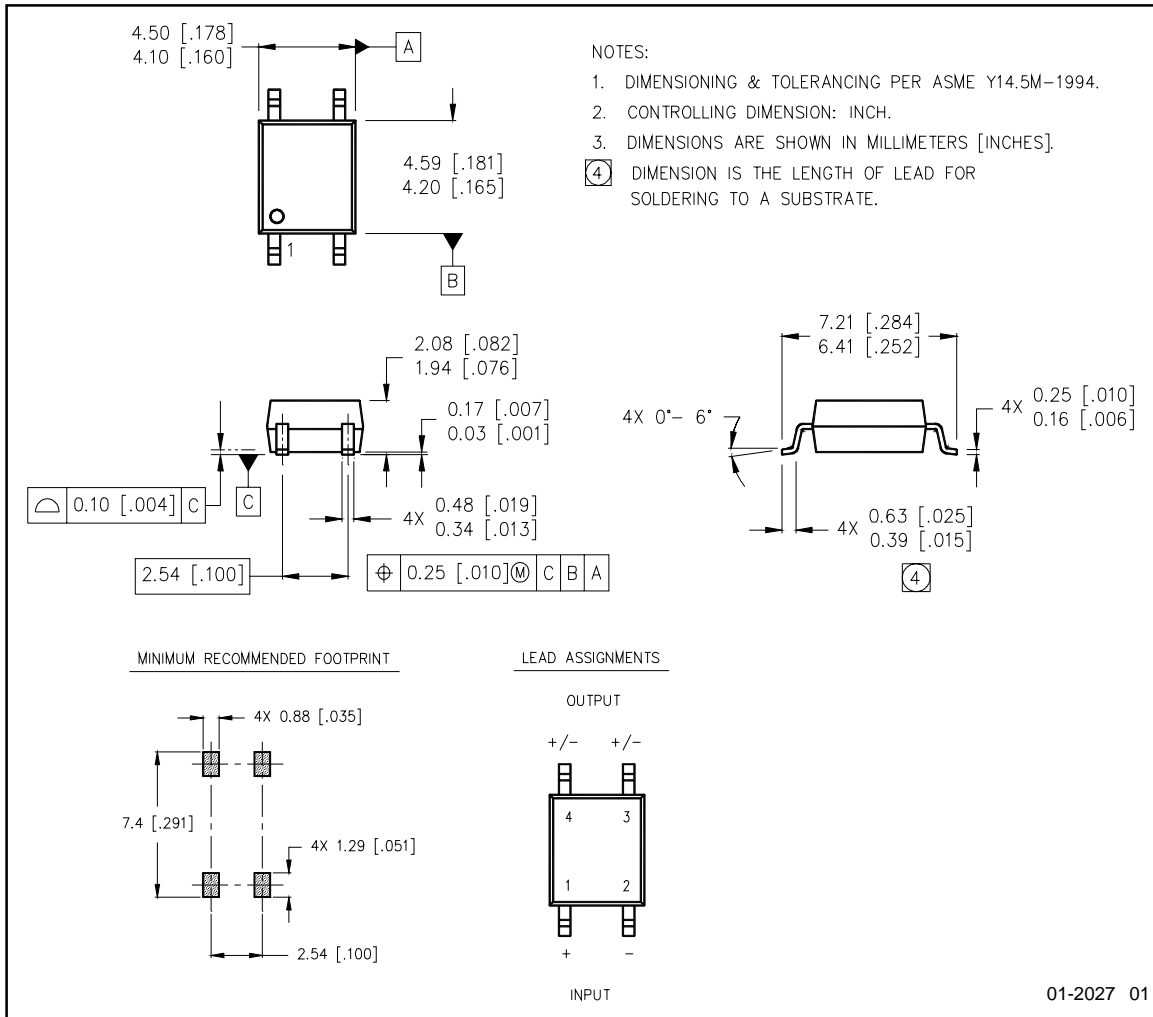 4.50 [.178]
4.10 [.160]
A
4.59 [.181]
4.20 [.165]
1
B
NOTES:
1. DIMENSIONING & TOLERANCING PER ASME Y14.5M-1994.
2. CONTROLLING DIMENSION: INCH.
3. DIMENSIONS ARE SHOWN IN MILLIMETERS [INCHES].
4 DIMENSION IS THE LENGTH OF LEAD FOR
SOLDERING TO A SUBSTRATE.
2.08 [.082]
1.94 [.076]
0.17 [.007]
0.03 [.001]
⌓ 0.10 [.004] C
C
4X 0.48 [.019]
0.34 [.013]
2.54 [.100]
⌖ 0.25 [.010] Ⓜ C B A
7.21 [.284]
6.41 [.252]
4X 0°- 6°
4X 0.25 [.010]
0.16 [.006]
4X 0.63 [.025]
0.39 [.015]
4
MINIMUM RECOMMENDED FOOTPRINT
4X 0.88 [.035]
7.4 [.291]
4X 1.29 [.051]
2.54 [.100]
LEAD ASSIGNMENTS
OUTPUT
+/- +/-
4 3
1 2
+ -
INPUT
01-2027 01